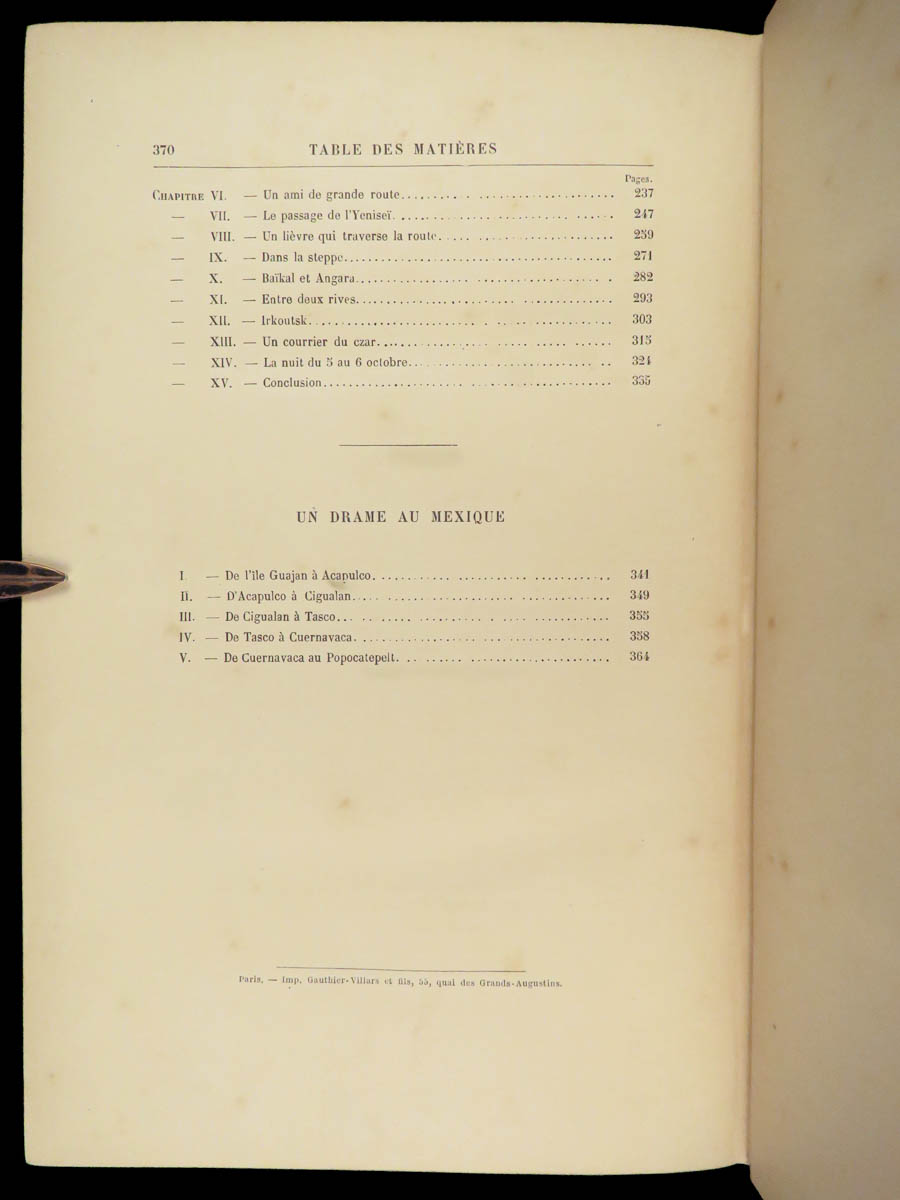 370 TABLE DES MATIÈRES
Pages.
CHAPITRE VI. — Un ami de grande route. 237
— VII. — Le passage de l'Yeniseï. 247
— VIII. — Un lièvre qui traverse la route. 259
— IX. — Dans la steppe. 271
— X. — Baïkal et Angara. 282
— XI. — Entre deux rives. 293
— XII. — Irkoutsk. 303
— XIII. — Un courrier du czar. 315
— XIV. — La nuit du 5 au 6 octobre. 324
— XV. — Conclusion. 335
UN DRAME AU MEXIQUE
I — De l'île Guajan à Acapulco. 341
II. — D'Acapulco à Cigualan. 349
III. — De Cigualan à Tasco. 355
IV. — De Tasco à Cuernavaca. 358
V. — De Cuernavaca au Popocatepelt. 364
Paris. — Imp. Gauthier-Villars et fils, 55, quai des Grands-Augustins.